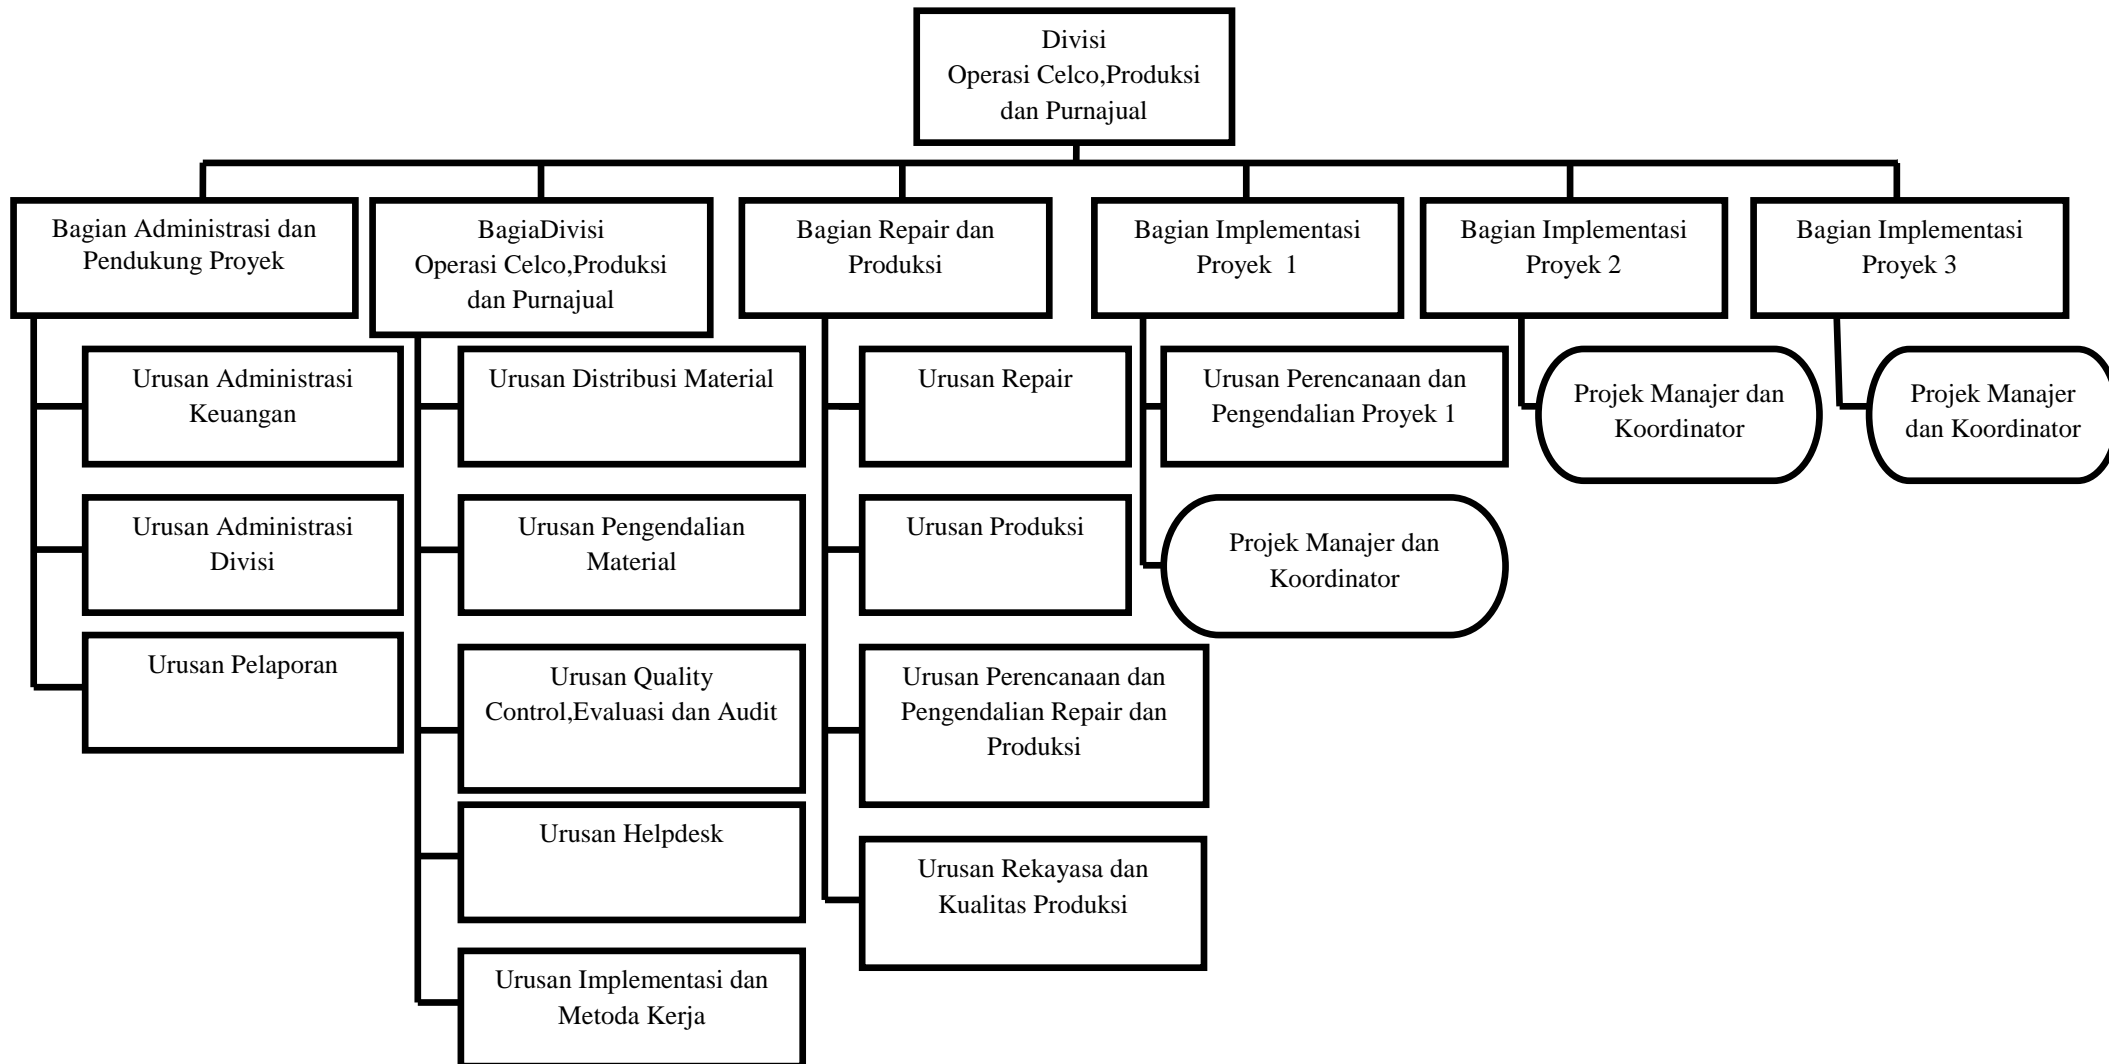 Divisi
Operasi Celco,Produksi
dan Purnajual
Bagian Administrasi dan
Pendukung Proyek
BagiaDivisi
Operasi Celco,Produksi
dan Purnajual
Bagian Repair dan
Produksi
Bagian Implementasi
Proyek  1
Bagian Implementasi
Proyek 2
Bagian Implementasi
Proyek 3
Urusan Administrasi
Keuangan
Urusan Administrasi
Divisi
Urusan Pelaporan
Urusan Distribusi Material
Urusan Pengendalian
Material
Urusan Quality
Control,Evaluasi dan Audit
Urusan Helpdesk
Urusan Implementasi dan
Metoda Kerja
Urusan Repair
Urusan Produksi
Urusan Perencanaan dan
Pengendalian Repair dan
Produksi
Urusan Rekayasa dan
Kualitas Produksi
Urusan Perencanaan dan
Pengendalian Proyek 1
Projek Manajer dan
Koordinator
Projek Manajer dan
Koordinator
Projek Manajer
dan Koordinator